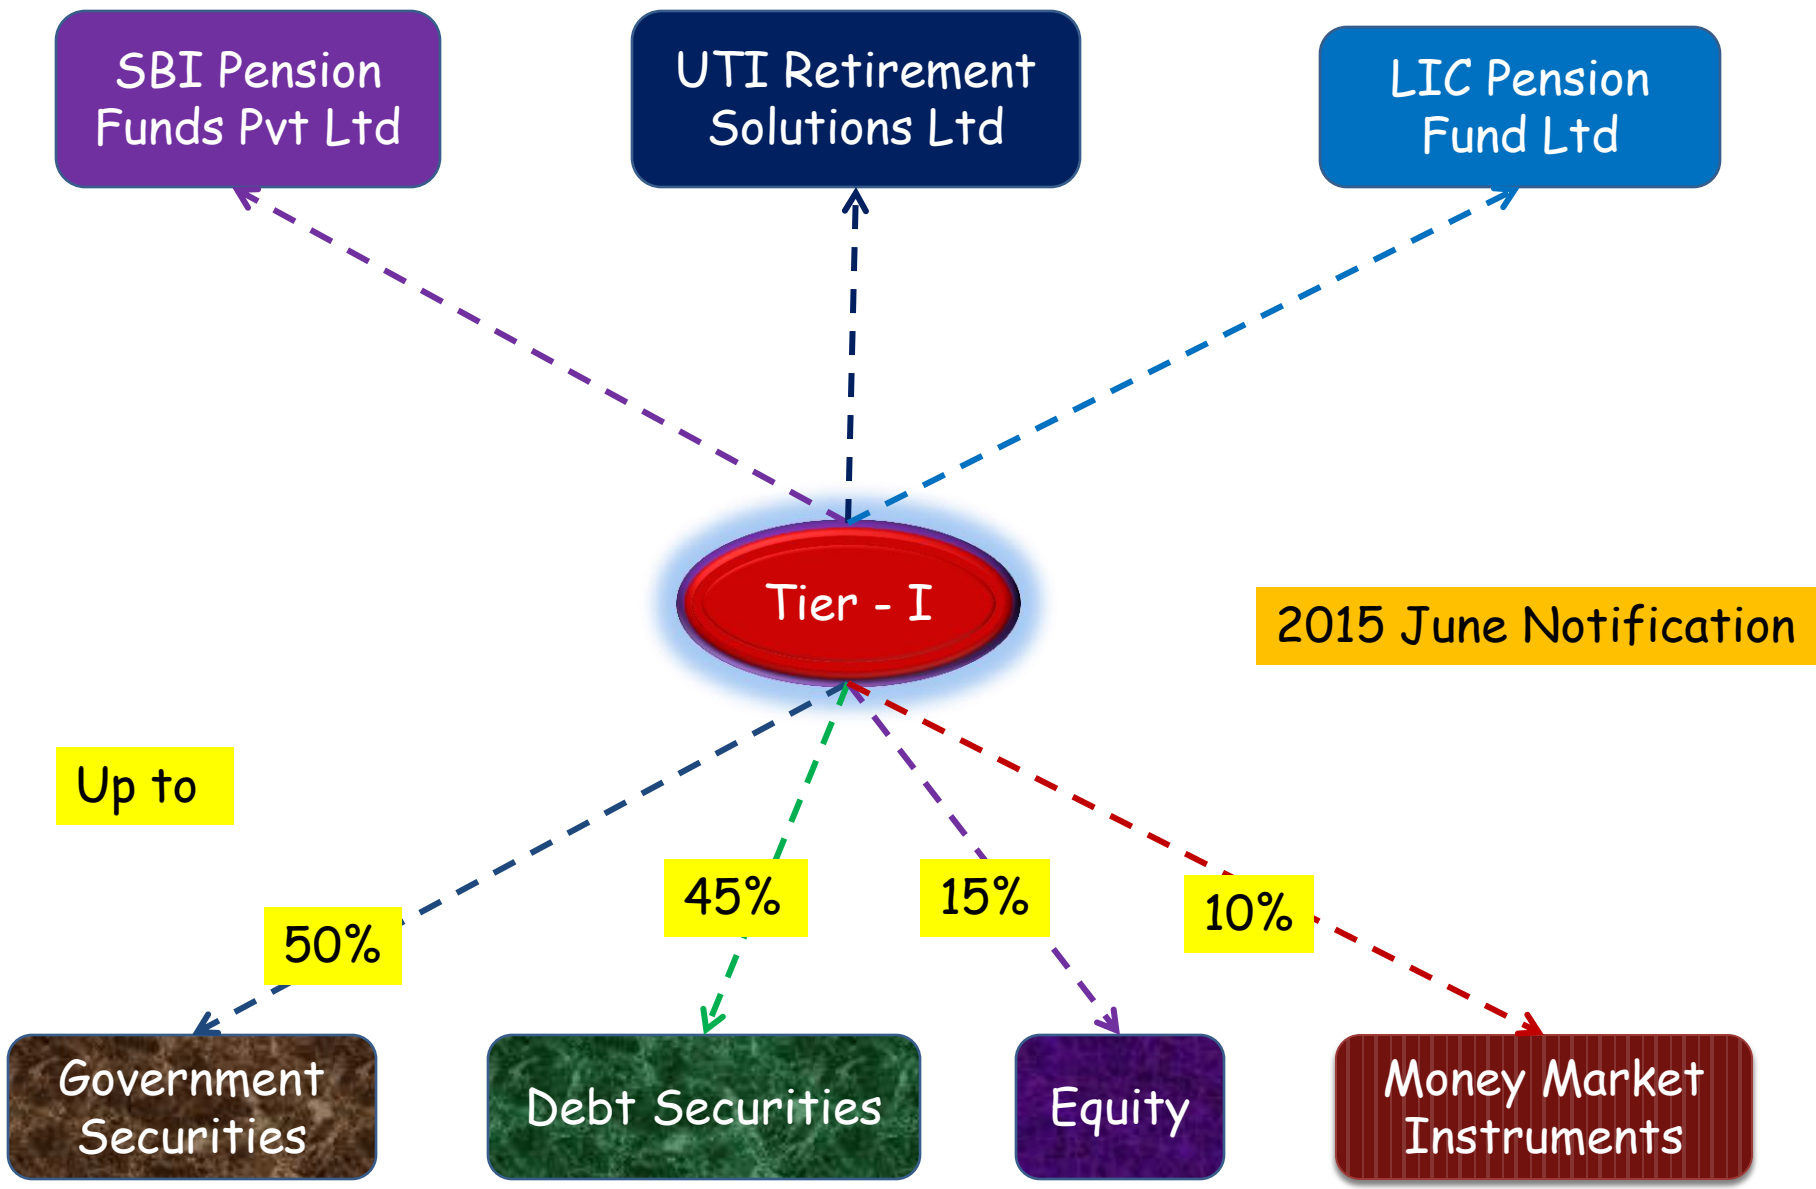 SBI Pension
Funds Pvt Ltd
UTI Retirement
Solutions Ltd
LIC Pension
Fund Ltd
Tier - I
2015 June Notification
Up to
50%
45%
15%
10%
Government
Securities
Debt Securities
Equity
Money Market
Instruments